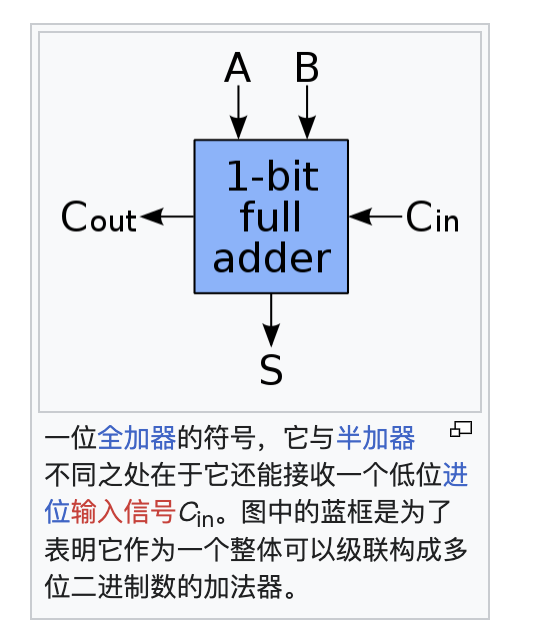 A B
1-bit
full
adder
Cout
Cin
S
一位全加器的符号，它与半加器
不同之处在于它还能接收一个低位进
位输入信号Cin。图中的蓝框是为了
表明它作为一个整体可以级联构成多
位二进制数的加法器。